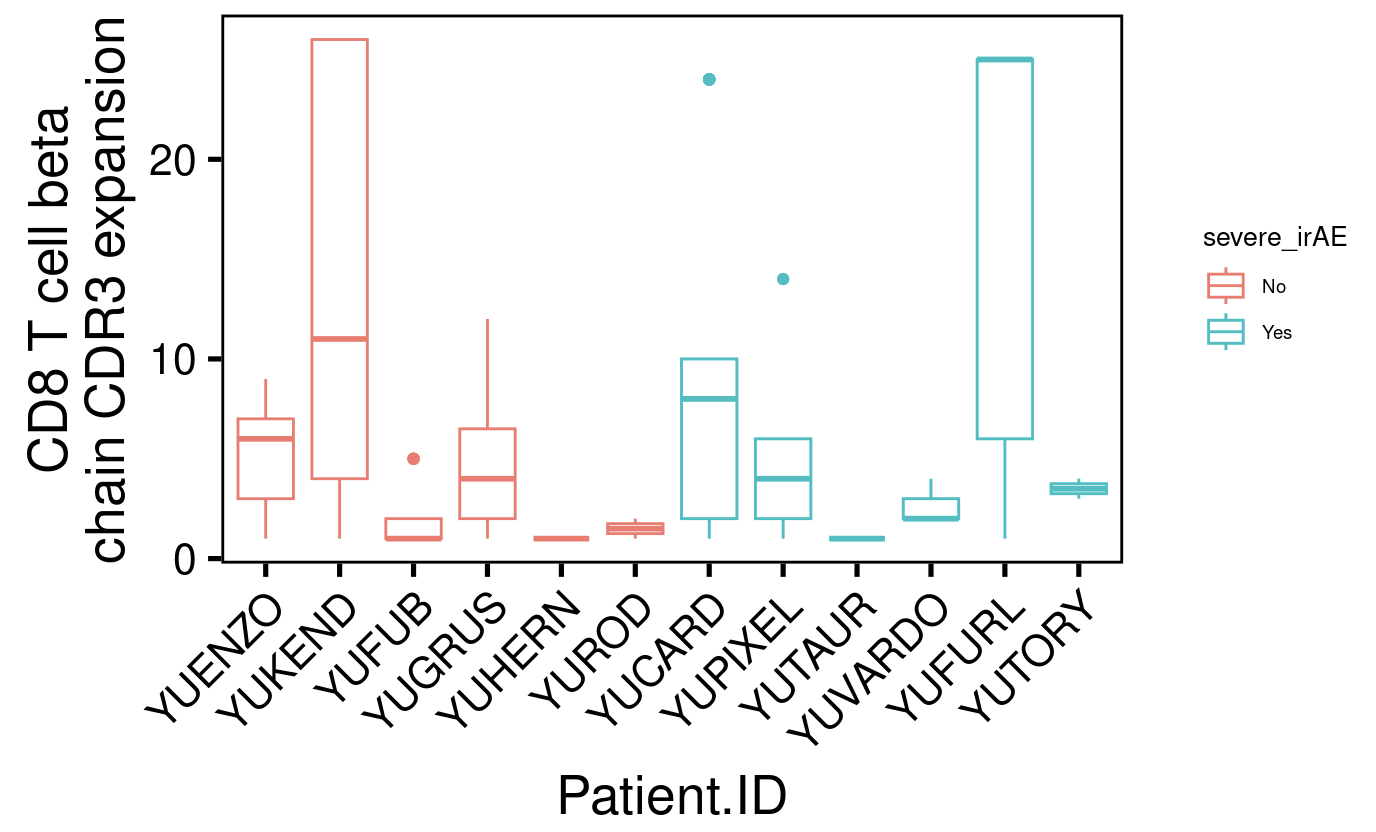 CD8 T cell beta
chain CDR3 expansion
20
10
0
YUENZO
YUKEND
YUFUB
YUGRUS
YUHERN
YUROD
YUCARD
YUPIXEL
YUTAUR
YUVARDO
YUFURL
YUTORY
Patient.ID
severe_irAE
No
Yes